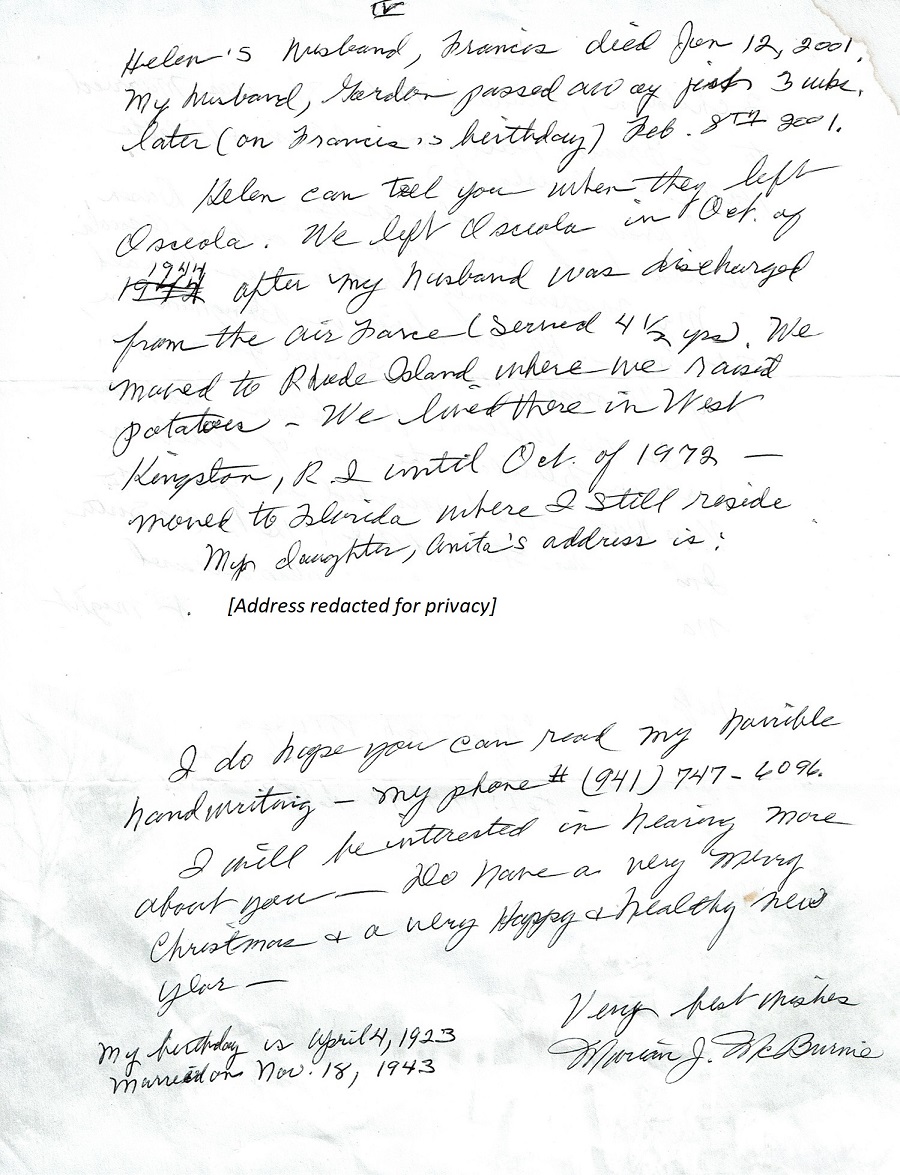 IV
Helen's husband, Francis died Jan 12, 2001.
My husband, Gordon passed away just 3 wks.
later (on Francis's birthday) Feb. 8TH 2001.
Helen can tell you when they left
Osceola. We left Osceola in Oct. of
1944 after my husband was discharged
from the Air Force (served 4 1/2 yrs). We
moved to Rhode Island where we raised
potatoes - We lived there in West
Kingston, R I until Oct. of 1972 —
moved to Florida where I still reside
My daughter, Anita's address is:
[Address redacted for privacy]
I do hope you can read my horrible
handwriting - my phone # (941) 747-6096.
I will be interested in hearing more
about you — Do have a very merry
Christmas & a very Happy & healthy new
year —
Very best wishes
Marian J. McBurnie
My birthday is April 4, 1923
Married on Nov. 18, 1943